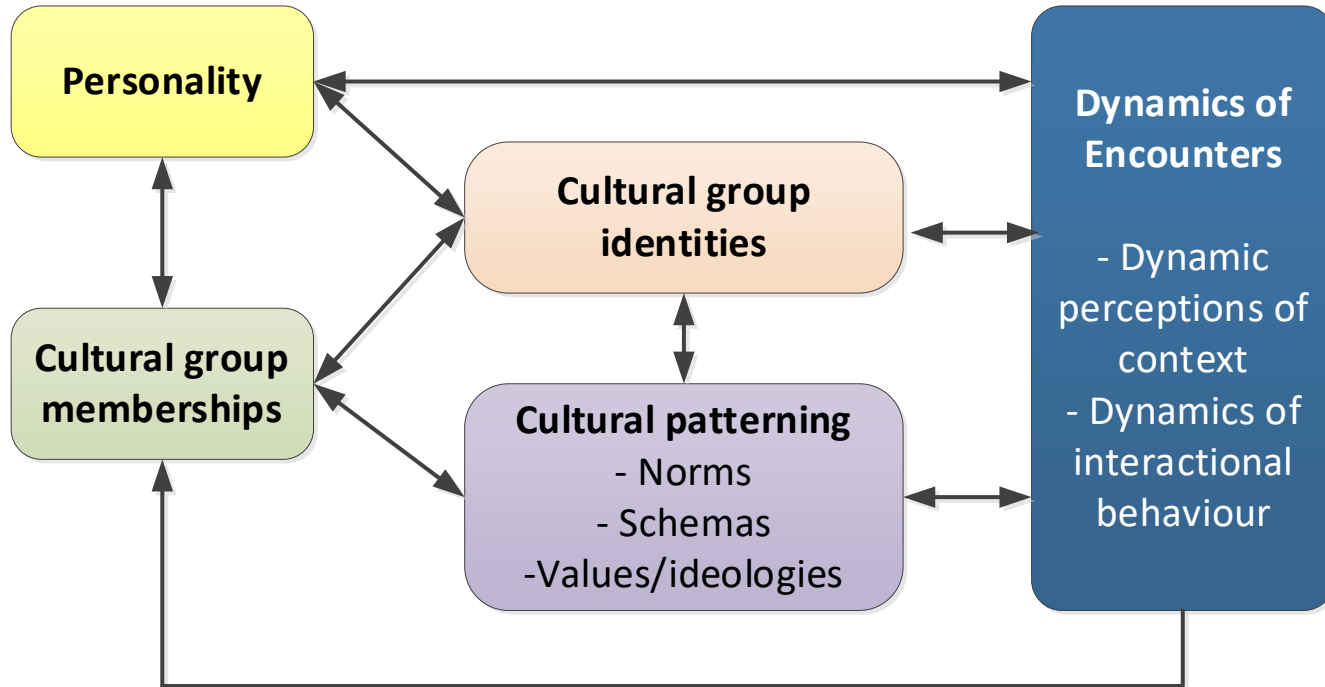 Personality
Cultural group
memberships
Cultural group
identities
Cultural patterning
- Norms
- Schemas
-Values/ideologies
Dynamics of
Encounters
- Dynamic
perceptions of
context
- Dynamics of
interactional
behaviour